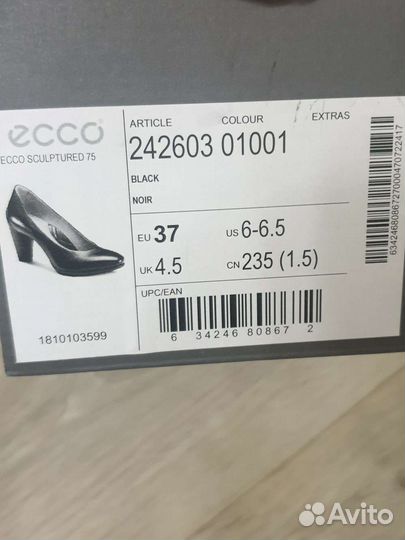 ecco
ECCO SCULPTURED 75
ARTICLE COLOUR EXTRAS
242603 01001
BLACK
NOIR
EU 37 US 6-6.5
UK 4.5 CN 235 (1.5)
UPC/EAN
6 34246 80867 2
1810103599
6342468086727000470722417
Avito